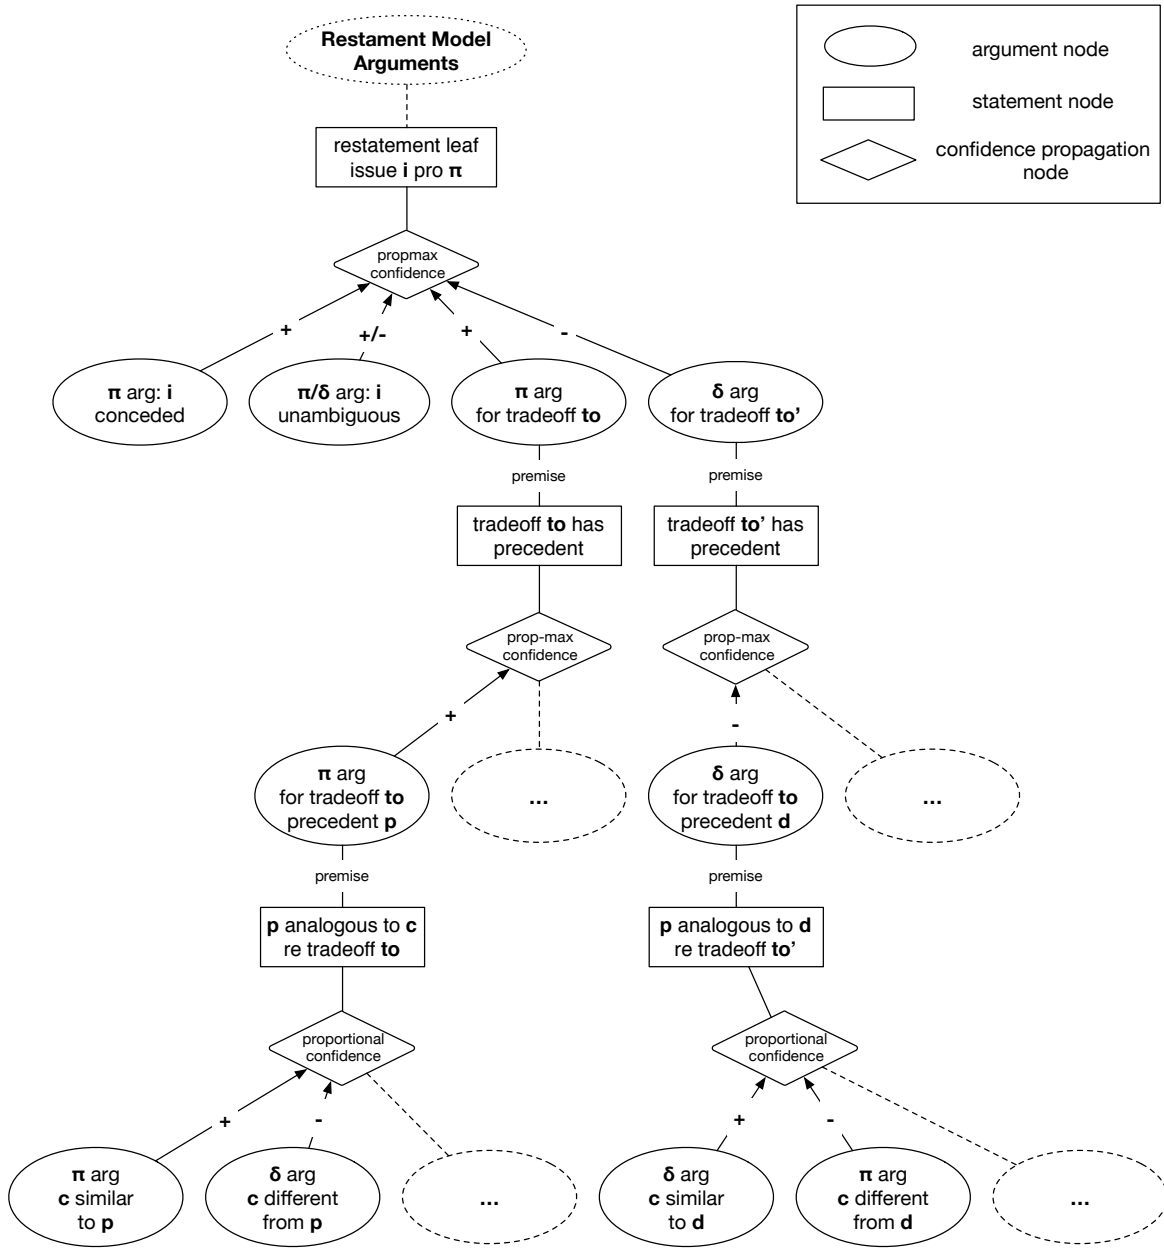 Restament Model
Arguments
argument node
statement node
confidence propagation
node
restatement leaf
issue i pro π
propmax
confidence
+
+/-
+
-
π arg: i
conceded
π/δ arg: i
unambiguous
π arg
for tradeoff to
δ arg
for tradeoff to’
premise
premise
tradeoff to has
precedent
tradeoff to’ has
precedent
prop-max
confidence
prop-max
confidence
+
-
π arg
for tradeoff to
precedent p
...
δ arg
for tradeoff to
precedent d
...
premise
premise
p analogous to c
re tradeoff to
p analogous to d
re tradeoff to’
proportional
confidence
proportional
confidence
+
-
+
-
π arg
c similar
to p
δ arg
c different
from p
...
δ arg
c similar
to d
π arg
c different
from d
...